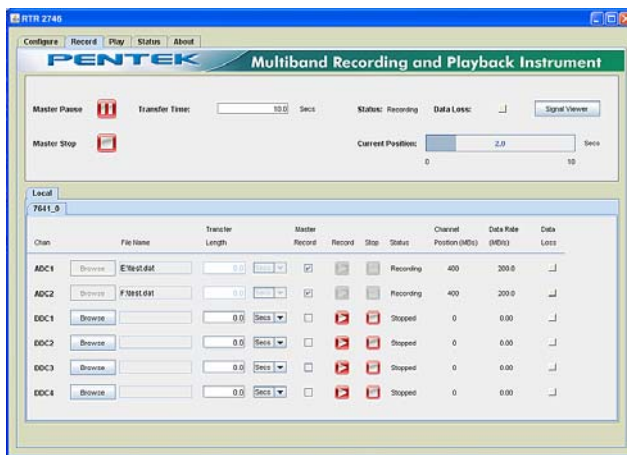 RTR 2746
Configure Record Play Status About
PENTEK Multiband Recording and Playback Instrument
Master Pause Transfer Time: 10.0 Secs Status: Recording Data Loss: Signal Viewer
Master Stop Current Position: 2.0 Secs
0 10
Local
7641_0
Transfer Master Channel Data Rate Data
Chan File Name Length Record Record Stop Status Position (MBs) (MB/s) Loss
ADC1 Browse E:\test.dat 0.0 Secs Recording 400 200.0
ADC2 Browse F:\test.dat 0.0 Secs Recording 400 200.0
DDC1 Browse 0.0 Secs Stopped 0 0.00
DDC2 Browse 0.0 Secs Stopped 0 0.00
DDC3 Browse 0.0 Secs Stopped 0 0.00
DDC4 Browse 0.0 Secs Stopped 0 0.00